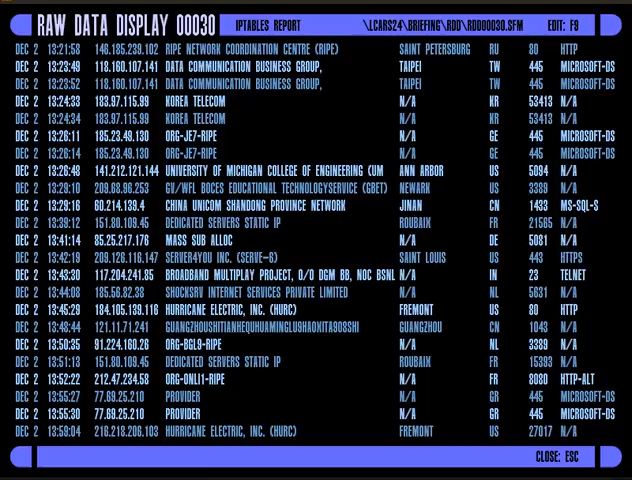 RAW DATA DISPLAY 00030 IPTABLES REPORT \LCARS24\BRIEFING\RDD\RDD00030.SFM EDIT: F9
DEC 2 13:21:58 146.185.239.102 RIPE NETWORK COORDINATION CENTRE (RIPE) SAINT PETERSBURG RU 80 HTTP
DEC 2 13:23:49 118.160.107.141 DATA COMMUNICATION BUSINESS GROUP, TAIPEI TW 445 MICROSOFT-DS
DEC 2 13:23:52 118.160.107.141 DATA COMMUNICATION BUSINESS GROUP, TAIPEI TW 445 MICROSOFT-DS
DEC 2 13:24:33 183.97.115.99 KOREA TELECOM N/A KR 53413 N/A
DEC 2 13:24:34 183.97.115.99 KOREA TELECOM N/A KR 53413 N/A
DEC 2 13:26:11 185.23.49.130 ORG-JE7-RIPE N/A GE 445 MICROSOFT-DS
DEC 2 13:26:14 185.23.49.130 ORG-JE7-RIPE N/A GE 445 MICROSOFT-DS
DEC 2 13:26:48 141.212.121.144 UNIVERSITY OF MICHIGAN COLLEGE OF ENGINEERING (UM ANN ARBOR US 5094 N/A
DEC 2 13:29:10 209.68.96.253 GV/WFL BOCES EDUCATIONAL TECHNOLOGYSERVICE (GBET) NEWARK US 3389 N/A
DEC 2 13:29:16 60.214.139.4 CHINA UNICOM SHANDONG PROVINCE NETWORK JINAN CN 1433 MS-SQL-S
DEC 2 13:39:12 151.80.109.45 DEDICATED SERVERS STATIC IP ROUBAIX FR 21565 N/A
DEC 2 13:41:14 85.25.217.176 MASS SUB ALLOC N/A DE 5081 N/A
DEC 2 13:42:19 209.126.116.147 SERVER4YOU INC. (SERVE-8) SAINT LOUIS US 443 HTTPS
DEC 2 13:43:30 117.204.241.85 BROADBAND MULTIPLAY PROJECT, O/O DGM BB, NOC BSNL N/A IN 23 TELNET
DEC 2 13:44:08 185.56.82.38 SHOCKSRV INTERNET SERVICES PRIVATE LIMITED N/A NL 5631 N/A
DEC 2 13:45:29 184.105.139.116 HURRICANE ELECTRIC, INC. (HURC) FREMONT US 80 HTTP
DEC 2 13:48:44 121.11.71.241 GUANGZHOUSHITIANHEQUHUAMINGLU9HAOXITA908SHI GUANGZHOU CN 1043 N/A
DEC 2 13:50:35 91.224.160.26 ORG-BGL9-RIPE N/A NL 3389 N/A
DEC 2 13:51:13 151.80.109.45 DEDICATED SERVERS STATIC IP ROUBAIX FR 15393 N/A
DEC 2 13:52:22 212.47.234.58 ORG-ONLI1-RIPE N/A FR 8080 HTTP-ALT
DEC 2 13:55:27 77.69.25.210 PROVIDER N/A GR 445 MICROSOFT-DS
DEC 2 13:55:30 77.69.25.210 PROVIDER N/A GR 445 MICROSOFT-DS
DEC 2 13:59:04 216.218.206.103 HURRICANE ELECTRIC, INC. (HURC) FREMONT US 27017 N/A
CLOSE: ESC